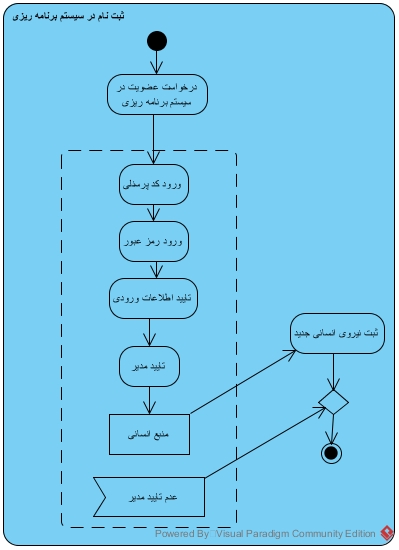 ثبت نام در سیستم برنامه ریزی
درخواست عضویت در
سیستم برنامه ریزی
ورود کد پرسنلی
ورود رمز عبور
تایید اطلاعات ورودی
تایید مدیر
منبع انسانی
ثبت نیروی انسانی جدید
عدم تایید مدیر
Powered By Visual Paradigm Community Edition